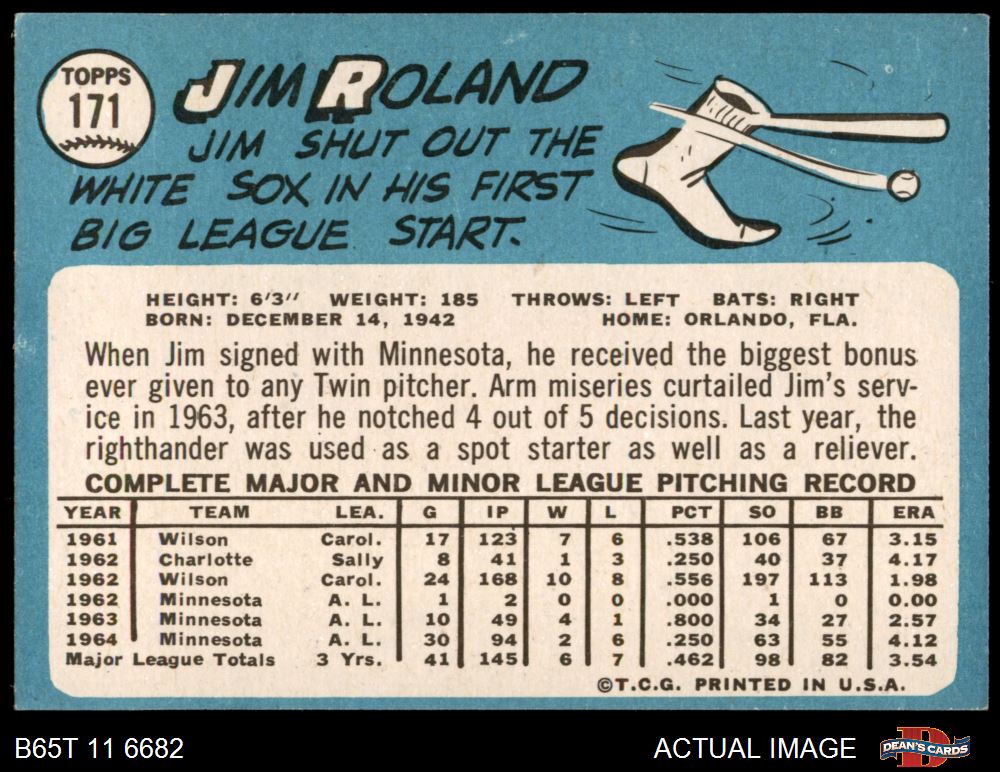 TOPPS
171
JIM ROLAND
JIM SHUT OUT THE
WHITE SOX IN HIS FIRST
BIG LEAGUE START.
HEIGHT: 6'3" WEIGHT: 185 THROWS: LEFT BATS: RIGHT
BORN: DECEMBER 14, 1942 HOME: ORLANDO, FLA.
When Jim signed with Minnesota, he received the biggest bonus
ever given to any Twin pitcher. Arm miseries curtailed Jim's serv-
ice in 1963, after he notched 4 out of 5 decisions. Last year, the
righthander was used as a spot starter as well as a reliever.
COMPLETE MAJOR AND MINOR LEAGUE PITCHING RECORD
YEAR TEAM LEA. G IP W L PCT SO BB ERA
1961 Wilson Carol. 17 123 7 6 .538 106 67 3.15
1962 Charlotte Sally 8 41 1 3 .250 40 37 4.17
1962 Wilson Carol. 24 168 10 8 .556 197 113 1.98
1962 Minnesota A. L. 1 2 0 0 .000 1 0 0.00
1963 Minnesota A. L. 10 49 4 1 .800 34 27 2.57
1964 Minnesota A. L. 30 94 2 6 .250 63 55 4.12
Major League Totals 3 Yrs. 41 145 6 7 .462 98 82 3.54
©T.C.G. PRINTED IN U.S.A.
B65T 11 6682 ACTUAL IMAGE D DEAN'S CARDS